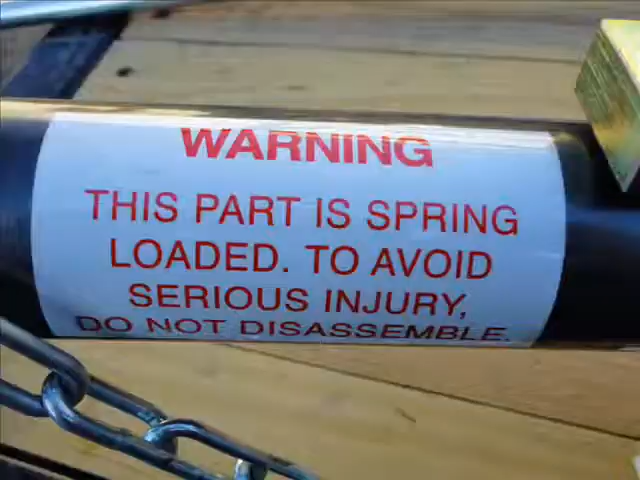 WARNING
THIS PART IS SPRING
LOADED. TO AVOID
SERIOUS INJURY,
DO NOT DISASSEMBLE.